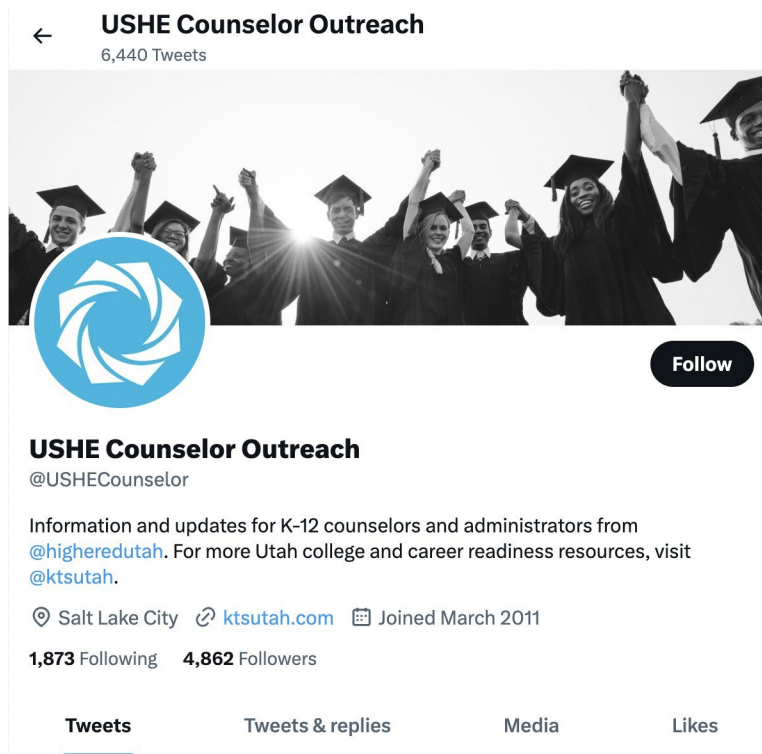 USHE Counselor Outreach
6,440 Tweets
Follow
USHE Counselor Outreach
@USHECounselor
Information and updates for K-12 counselors and administrators from
@higheredutah. For more Utah college and career readiness resources, visit
@ktsutah.
Salt Lake City ktsutah.com Joined March 2011
1,873 Following 4,862 Followers
Tweets Tweets & replies Media Likes